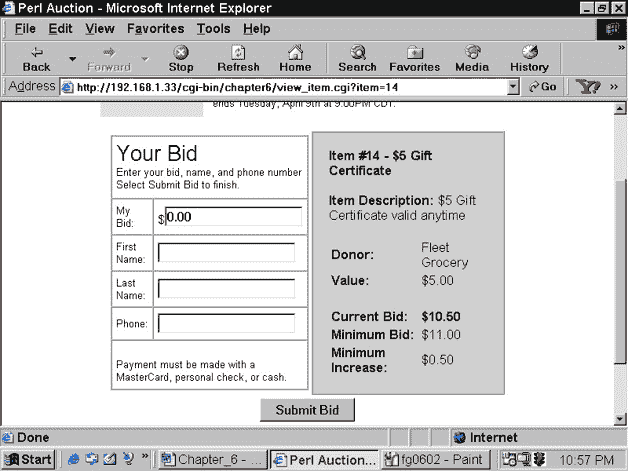 Perl Auction - Microsoft Internet Explorer
File Edit View Favorites Tools Help
Back Forward Stop Refresh Home Search Favorites Media History
Address http://192.168.1.33/cgi-bin/chapter6/view_item.cgi?item=14 Go
ends Tuesday, April 9th at 9:00PM CDT.
Your Bid
Enter your bid, name, and phone number
Select Submit Bid to finish.
My
Bid: $0.00
First
Name:
Last
Name:
Phone:
Payment must be made with a
MasterCard, personal check, or cash.
Item #14 - $5 Gift
Certificate
Item Description: $5 Gift
Certificate valid anytime
Donor: Fleet
Grocery
Value: $5.00
Current Bid: $10.50
Minimum Bid: $11.00
Minimum
Increase: $0.50
Submit Bid
Done Internet
Start Chapter_6 - ... Perl Auction... fg0602 - Paint 10:57 PM